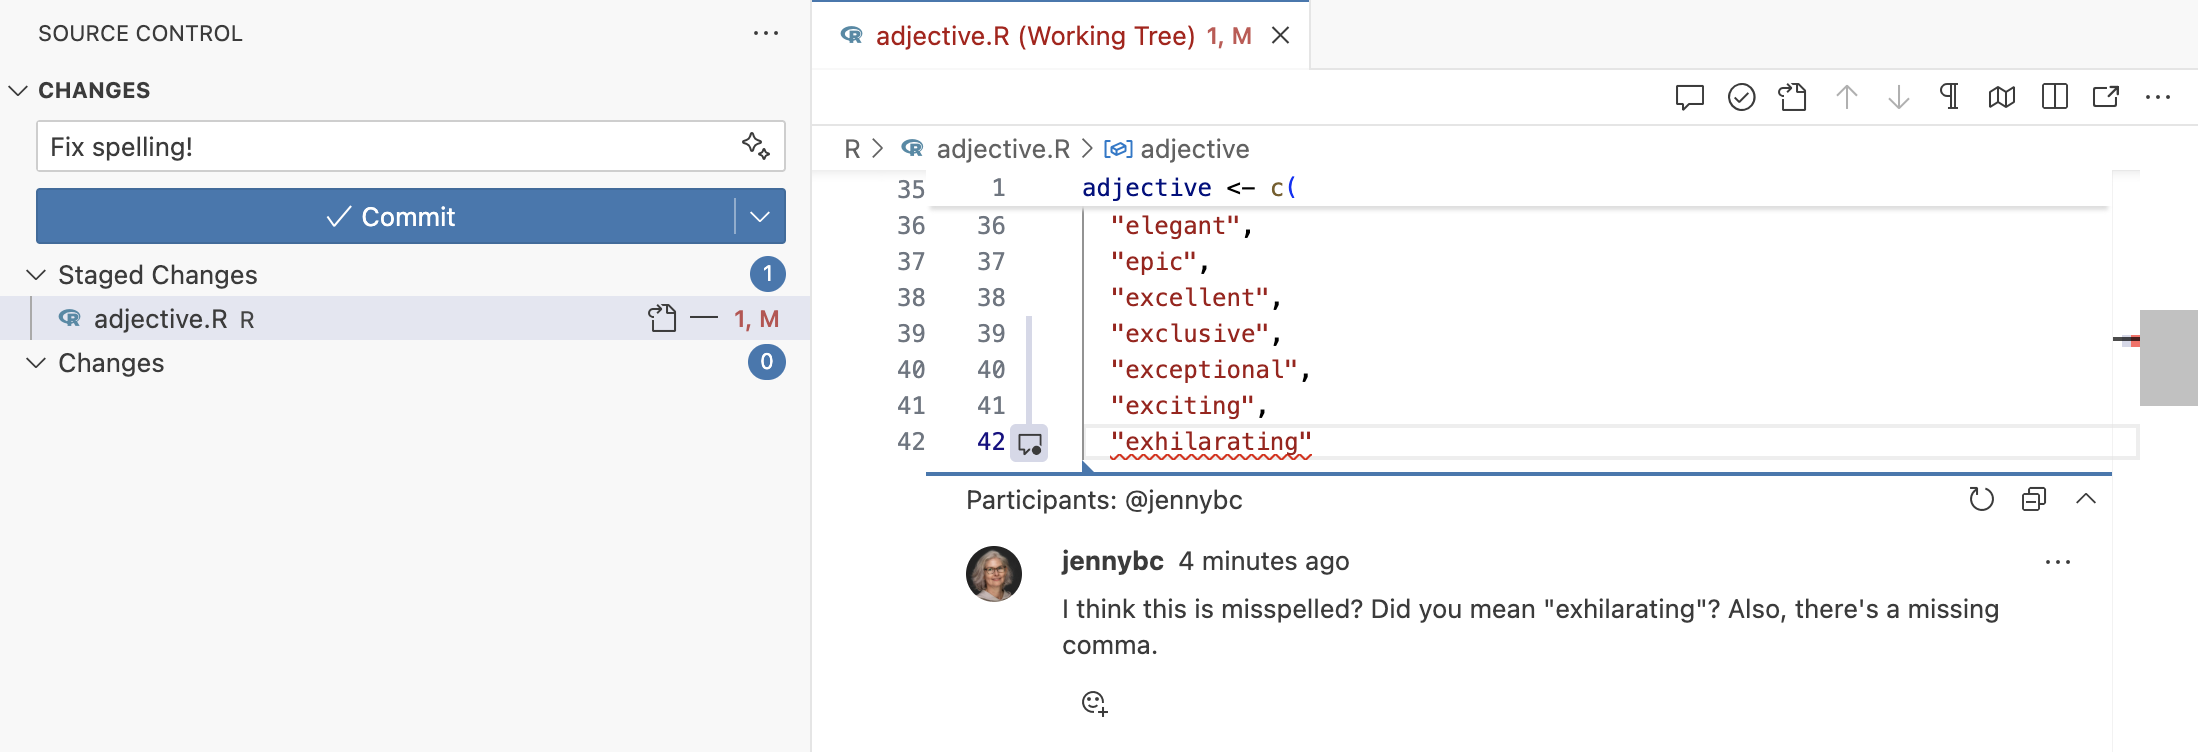 SOURCE CONTROL
CHANGES
Fix spelling!
Commit
Staged Changes 1
adjective.R R 1, M
Changes 0
adjective.R (Working Tree) 1, M
R > adjective.R > adjective
35 1 adjective <- c(
36 36 "elegant",
37 37 "epic",
38 38 "excellent",
39 39 "exclusive",
40 40 "exceptional",
41 41 "exciting",
42 42 "exhilarating"
Participants: @jennybc
jennybc 4 minutes ago
I think this is misspelled? Did you mean "exhilarating"? Also, there's a missing
comma.